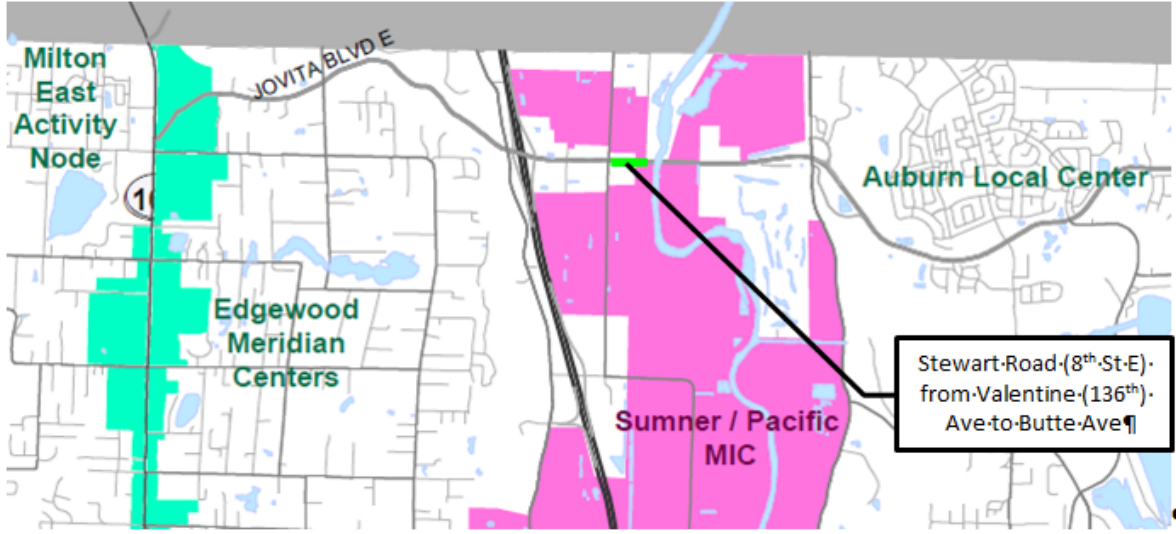 Milton
East
Activity
Node
JOVITA BLVD E
Auburn Local Center
Edgewood
Meridian
Centers
Stewart·Road·(8th·St·E)·
from·Valentine·(136th)·
Ave·to·Butte·Ave¶
Sumner / Pacific
MIC